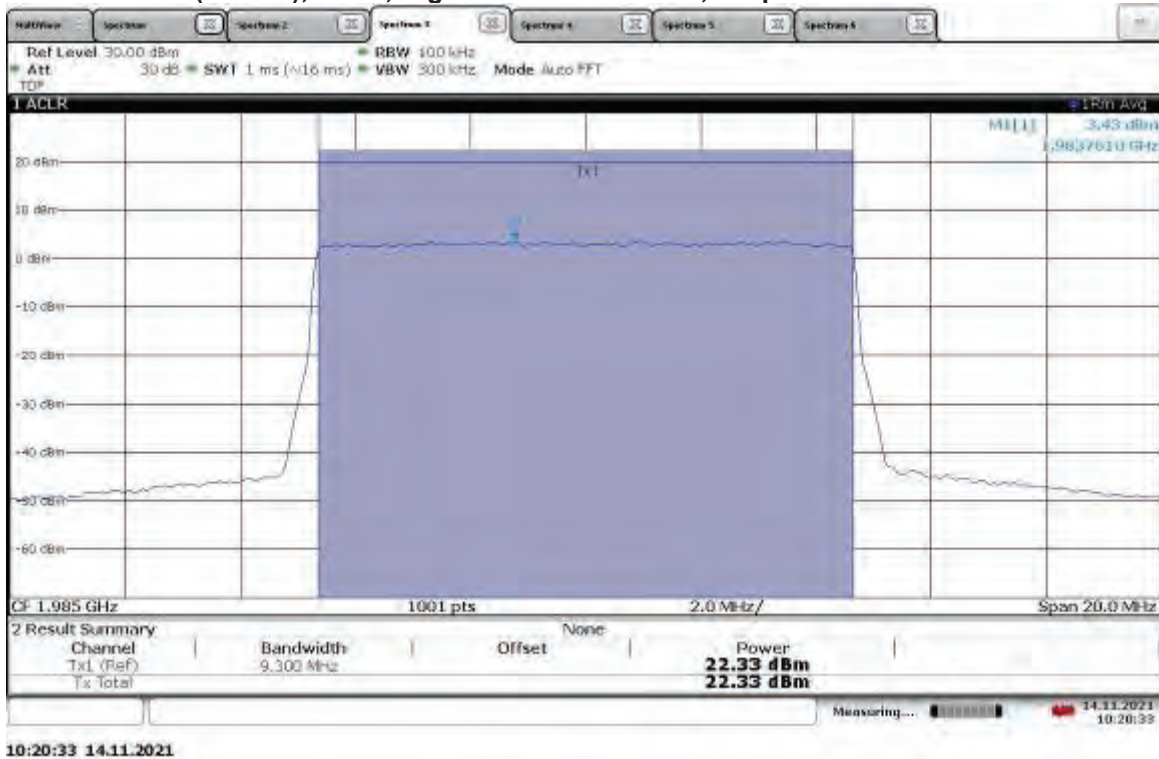 MultiView Spectrum Spectrum 2 Spectrum 3 Spectrum 4 Spectrum 5 Spectrum 6
Ref Level 30.00 dBm RBW 100 kHz
Att 30 dB SWT 1 ms (~16 ms) VBW 300 kHz Mode Auto FFT
TDF
1 ACLR 1Rm Avg
M1[1] 3.43 dBm
1.9837610 GHz
20 dBm
Tx1
10 dBm
0 dBm
-10 dBm
-20 dBm
-30 dBm
-40 dBm
-50 dBm
-60 dBm
CF 1.985 GHz 1001 pts 2.0 MHz/ Span 20.0 MHz
2 Result Summary None
Channel Bandwidth Offset Power
Tx1 (Ref) 9.300 MHz 22.33 dBm
Tx Total 22.33 dBm
Measuring... 14.11.2021
10:20:33
10:20:33 14.11.2021